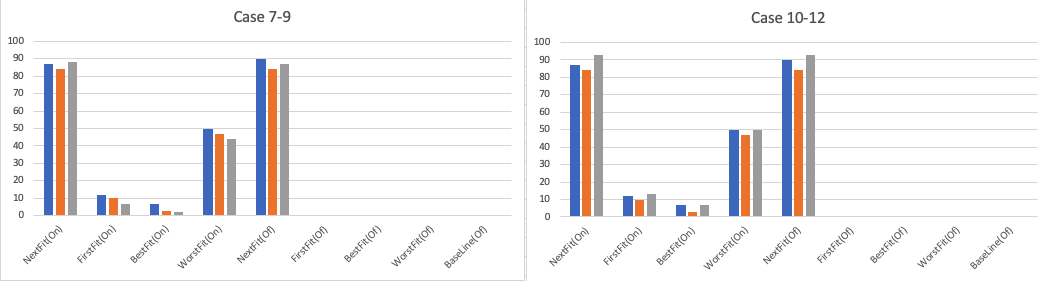 Case 7-9
100
90
80
70
60
50
40
30
20
10
0
NextFit(On)
FirstFit(On)
BestFit(On)
WorstFit(On)
NextFit(Of)
FirstFit(Of)
BestFit(Of)
WorstFit(Of)
BaseLine(Of)
Case 10-12
100
90
80
70
60
50
40
30
20
10
0
NextFit(On)
FirstFit(On)
BestFit(On)
WorstFit(On)
NextFit(Of)
FirstFit(Of)
BestFit(Of)
WorstFit(Of)
BaseLine(Of)